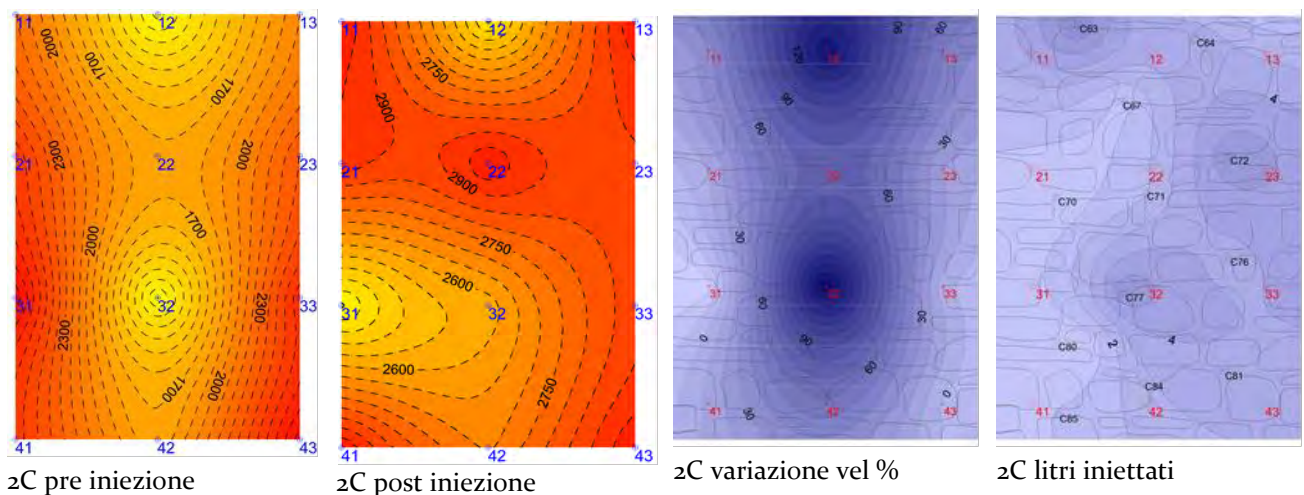 11 12 13
2000
1700
1700
21 22 23
2300
2000
1700
2000
31 32 33
2300
2300
1700
2000
41 42 43
2C pre iniezione
11 12 13
2750
2900
21 22 23
2900
2750
2600
31 32 33
2600
2750
41 42 43
2C post iniezione
90 60
120
11 12 13
90
60 30
21 22 23
60
30
31 32 33
60 30
0 90
60
0
30
41 42 43
2C variazione vel %
C63
C64
11 12 13
4
C67
C72
21 22 23
C70 C71
C76
31 32 33
C77
C80 2 4
C84 C81
41 42 43
C85
2C litri iniettati